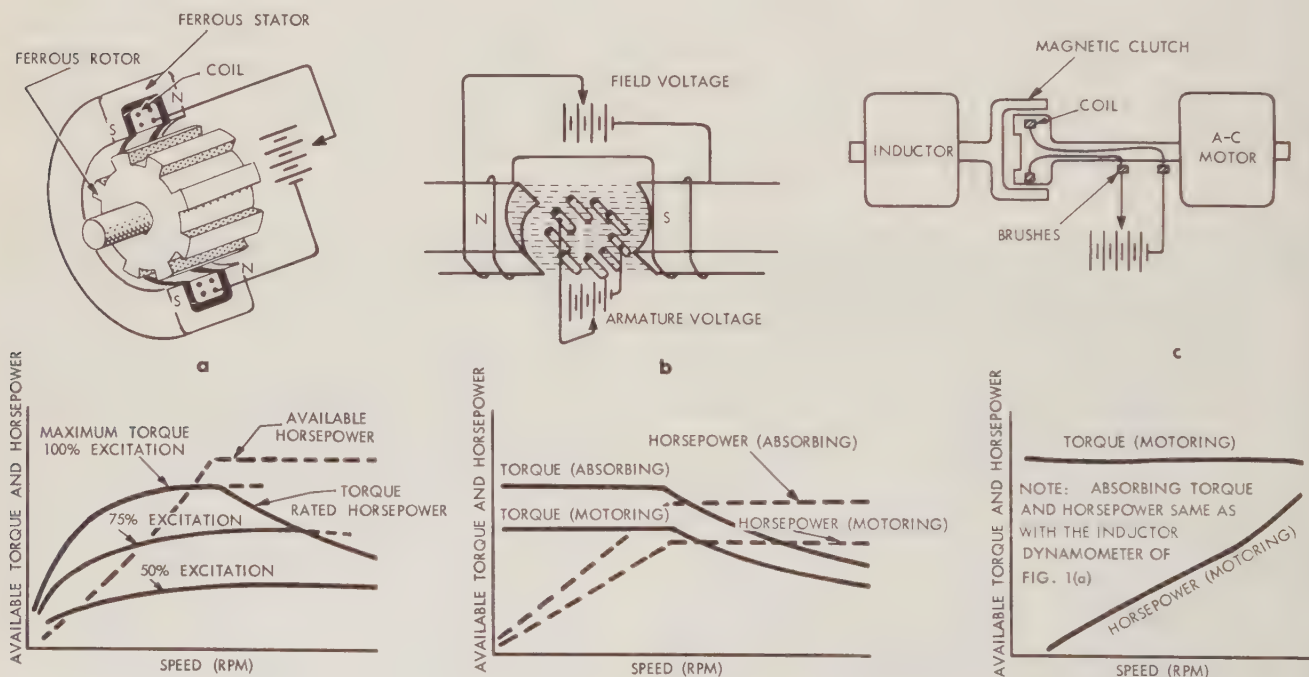 FERROUS STATOR
FERROUS ROTOR
COIL
N
S
N
S
a
FIELD VOLTAGE
N
S
ARMATURE VOLTAGE
b
MAGNETIC CLUTCH
COIL
INDUCTOR
A-C
MOTOR
BRUSHES
c
AVAILABLE TORQUE AND HORSEPOWER
MAXIMUM TORQUE
100% EXCITATION
AVAILABLE
HORSEPOWER
TORQUE
RATED HORSEPOWER
75% EXCITATION
50% EXCITATION
SPEED (RPM)
AVAILABLE TORQUE AND HORSEPOWER
HORSEPOWER (ABSORBING)
TORQUE (ABSORBING)
TORQUE (MOTORING)
HORSEPOWER (MOTORING)
SPEED (RPM)
AVAILABLE TORQUE AND HORSEPOWER
TORQUE (MOTORING)
NOTE: ABSORBING TORQUE
AND HORSEPOWER SAME AS
WITH THE INDUCTOR
DYNAMOMETER OF
FIG. 1(a)
HORSEPOWER (MOTORING)
SPEED (RPM)